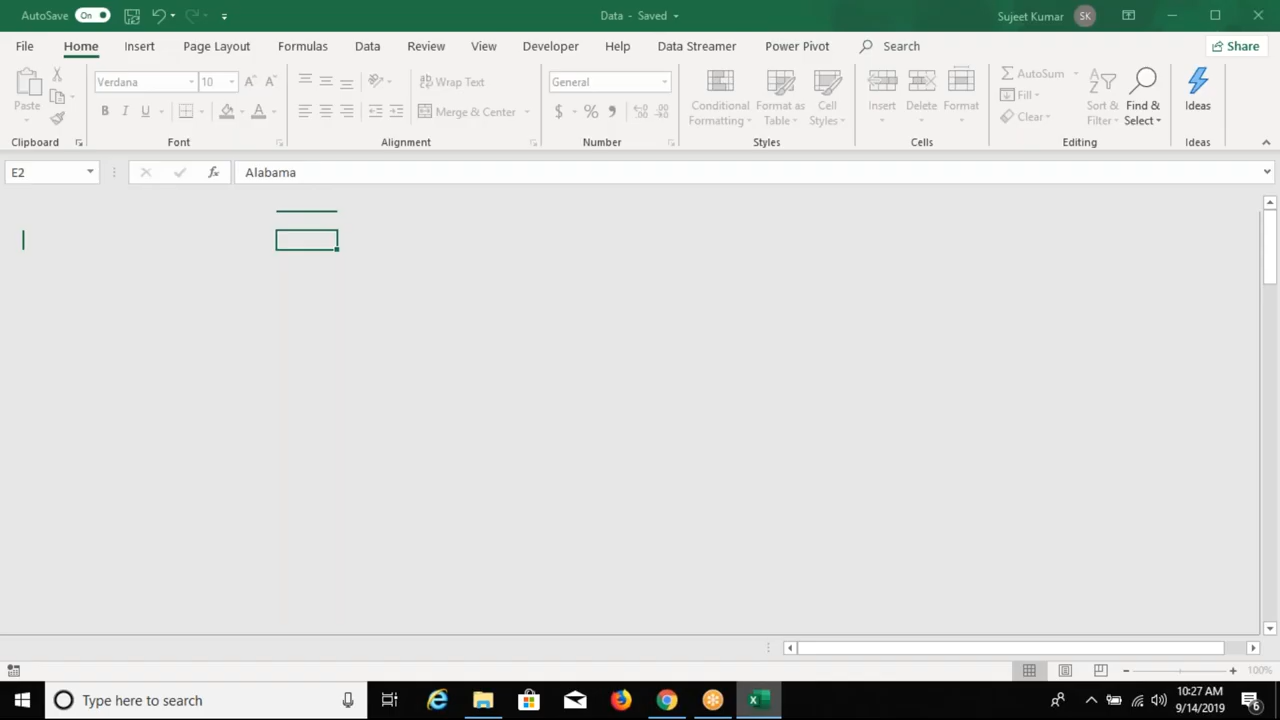 AutoSave On Data - Saved Sujeet Kumar SK
File Home Insert Page Layout Formulas Data Review View Developer Help Data Streamer Power Pivot Search Share
Paste Verdana 10 Wrap Text General Conditional Format as Cell Insert Delete Format AutoSum Sort & Find & Ideas
B I U Merge & Center $ % Formatting Table Styles Fill Filter Select
Clear
Clipboard Font Alignment Number Styles Cells Editing Ideas
E2 fx Alabama
100%
Type here to search 10:27 AM
9/14/2019 6